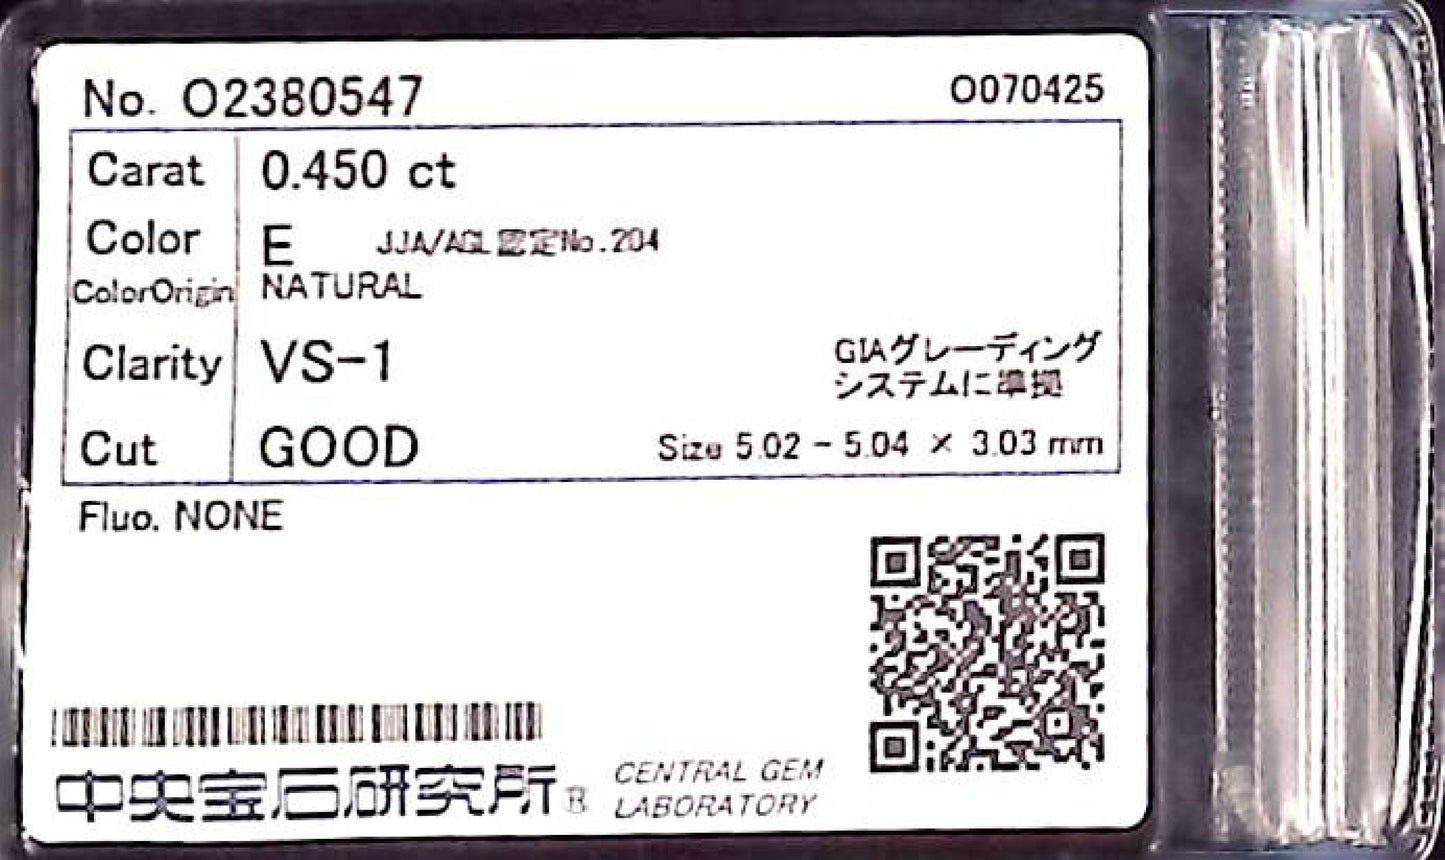 No. O2380547
O070425
Carat 0.450 ct
Color E JJA/AGL認定No.204
ColorOrigin NATURAL
Clarity VS-1
GIAグレーディング
システムに準拠
Cut GOOD Size 5.02 - 5.04 × 3.03 mm
Fluo. NONE
中央宝石研究所®
CENTRAL GEM
LABORATORY